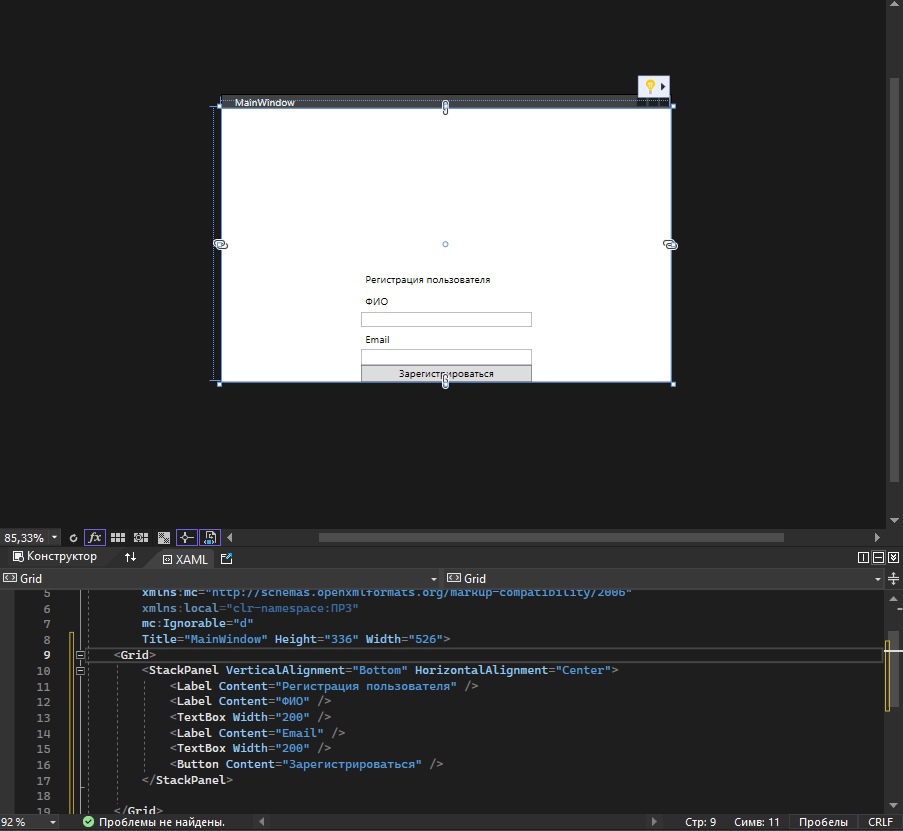 MainWindow
Регистрация пользователя
ФИО
Email
Зарегистрироваться
85,33%
fx
Конструктор
XAML
Grid
Grid
5 xmlns:mc="http://schemas.openxmlformats.org/markup-compatibility/2006"
6 xmlns:local="clr-namespace:ПР3"
7 mc:Ignorable="d"
8 Title="MainWindow" Height="336" Width="526">
9 <Grid>
10 <StackPanel VerticalAlignment="Bottom" HorizontalAlignment="Center">
11 <Label Content="Регистрация пользователя" />
12 <Label Content="ФИО" />
13 <TextBox Width="200" />
14 <Label Content="Email" />
15 <TextBox Width="200" />
16 <Button Content="Зарегистрироваться" />
17 </StackPanel>
18
19 </Grid>
92 %
Проблемы не найдены.
Стр: 9
Симв: 11
Пробелы
CRLF